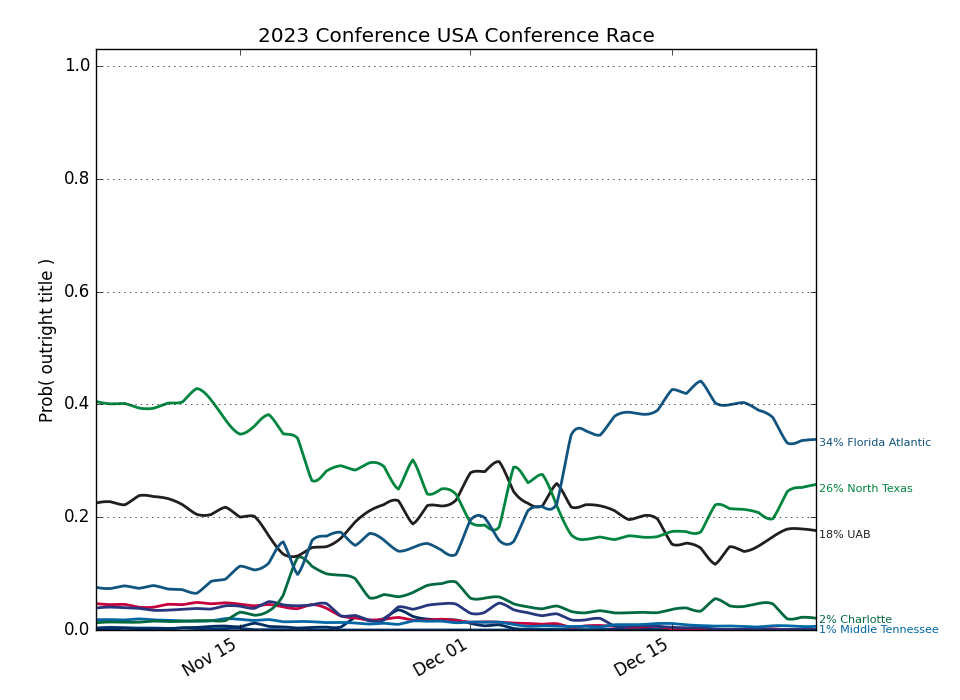 2023 Conference USA Conference Race
Prob( outright title )
1.0
0.8
0.6
0.4
0.2
0.0
34% Florida Atlantic
26% North Texas
18% UAB
2% Charlotte
1% Middle Tennessee
Nov 15
Dec 01
Dec 15